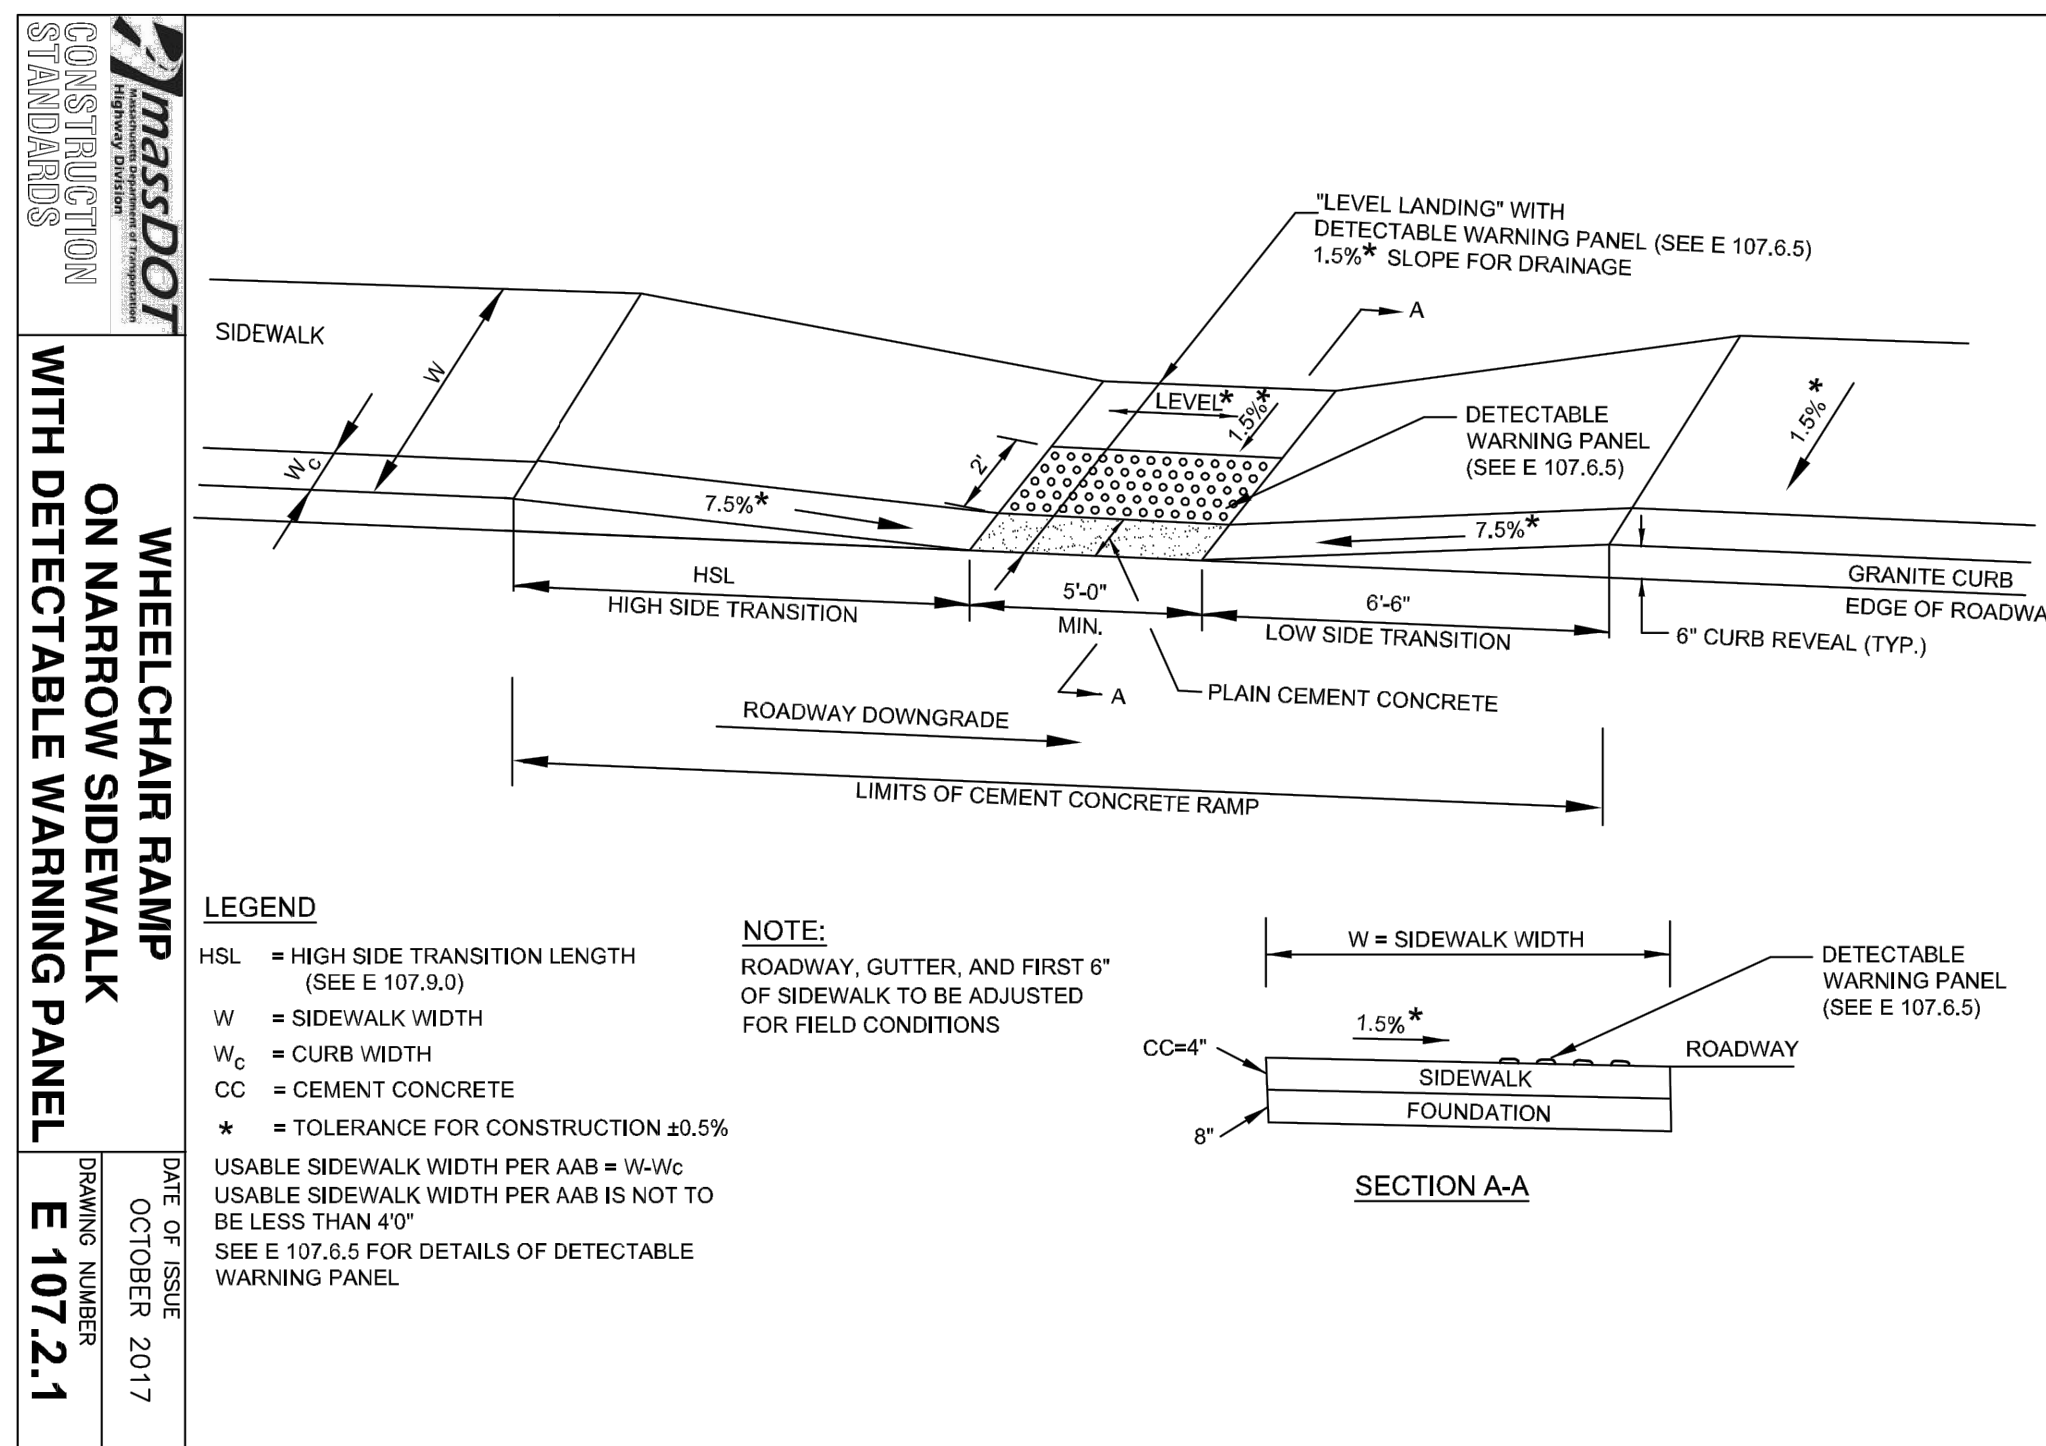 massDOT
Massachusetts Department of Transportation
Highway Division
CONSTRUCTION
STANDARDS
WHEELCHAIR RAMP
ON NARROW SIDEWALK
WITH DETECTABLE WARNING PANEL
DATE OF ISSUE
OCTOBER 2017
DRAWING NUMBER
E 107.2.1
"LEVEL LANDING" WITH
DETECTABLE WARNING PANEL (SEE E 107.6.5)
1.5%* SLOPE FOR DRAINAGE
A
SIDEWALK
W
Wc
LEVEL*
1.5%*
2'
DETECTABLE
WARNING PANEL
(SEE E 107.6.5)
1.5%*
7.5%*
7.5%*
HSL
HIGH SIDE TRANSITION
5'-0"
MIN.
6'-6"
LOW SIDE TRANSITION
GRANITE CURB
EDGE OF ROADWA
6" CURB REVEAL (TYP.)
A
PLAIN CEMENT CONCRETE
ROADWAY DOWNGRADE
LIMITS OF CEMENT CONCRETE RAMP
LEGEND
HSL = HIGH SIDE TRANSITION LENGTH
(SEE E 107.9.0)
W = SIDEWALK WIDTH
Wc = CURB WIDTH
CC = CEMENT CONCRETE
* = TOLERANCE FOR CONSTRUCTION ±0.5%
USABLE SIDEWALK WIDTH PER AAB = W-Wc
USABLE SIDEWALK WIDTH PER AAB IS NOT TO
BE LESS THAN 4'0"
SEE E 107.6.5 FOR DETAILS OF DETECTABLE
WARNING PANEL
NOTE:
ROADWAY, GUTTER, AND FIRST 6"
OF SIDEWALK TO BE ADJUSTED
FOR FIELD CONDITIONS
W = SIDEWALK WIDTH
DETECTABLE
WARNING PANEL
(SEE E 107.6.5)
1.5%*
CC=4"
ROADWAY
SIDEWALK
FOUNDATION
8"
SECTION A-A